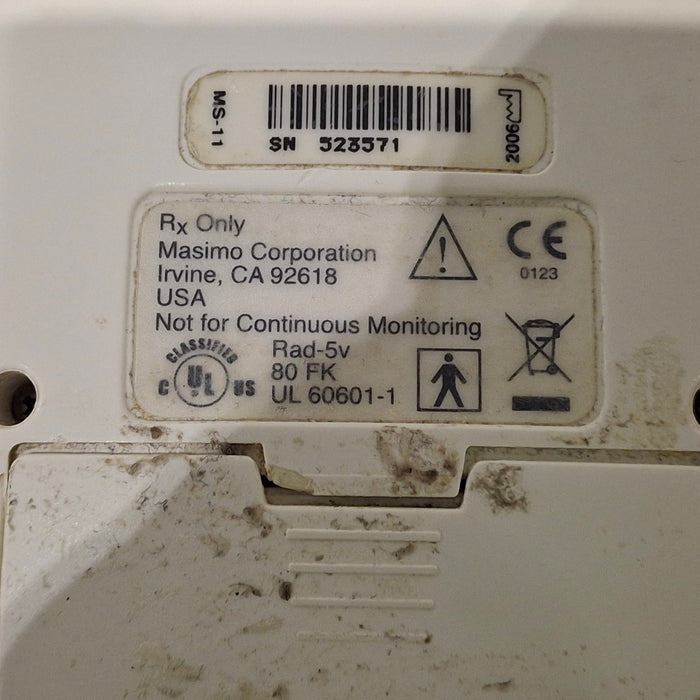 MS-11
SN 523571
2006
Rx Only
Masimo Corporation
Irvine, CA 92618
USA
Not for Continuous Monitoring
CLASSIFIED
C UL US
Rad-5v
80 FK
UL 60601-1
CE
0123